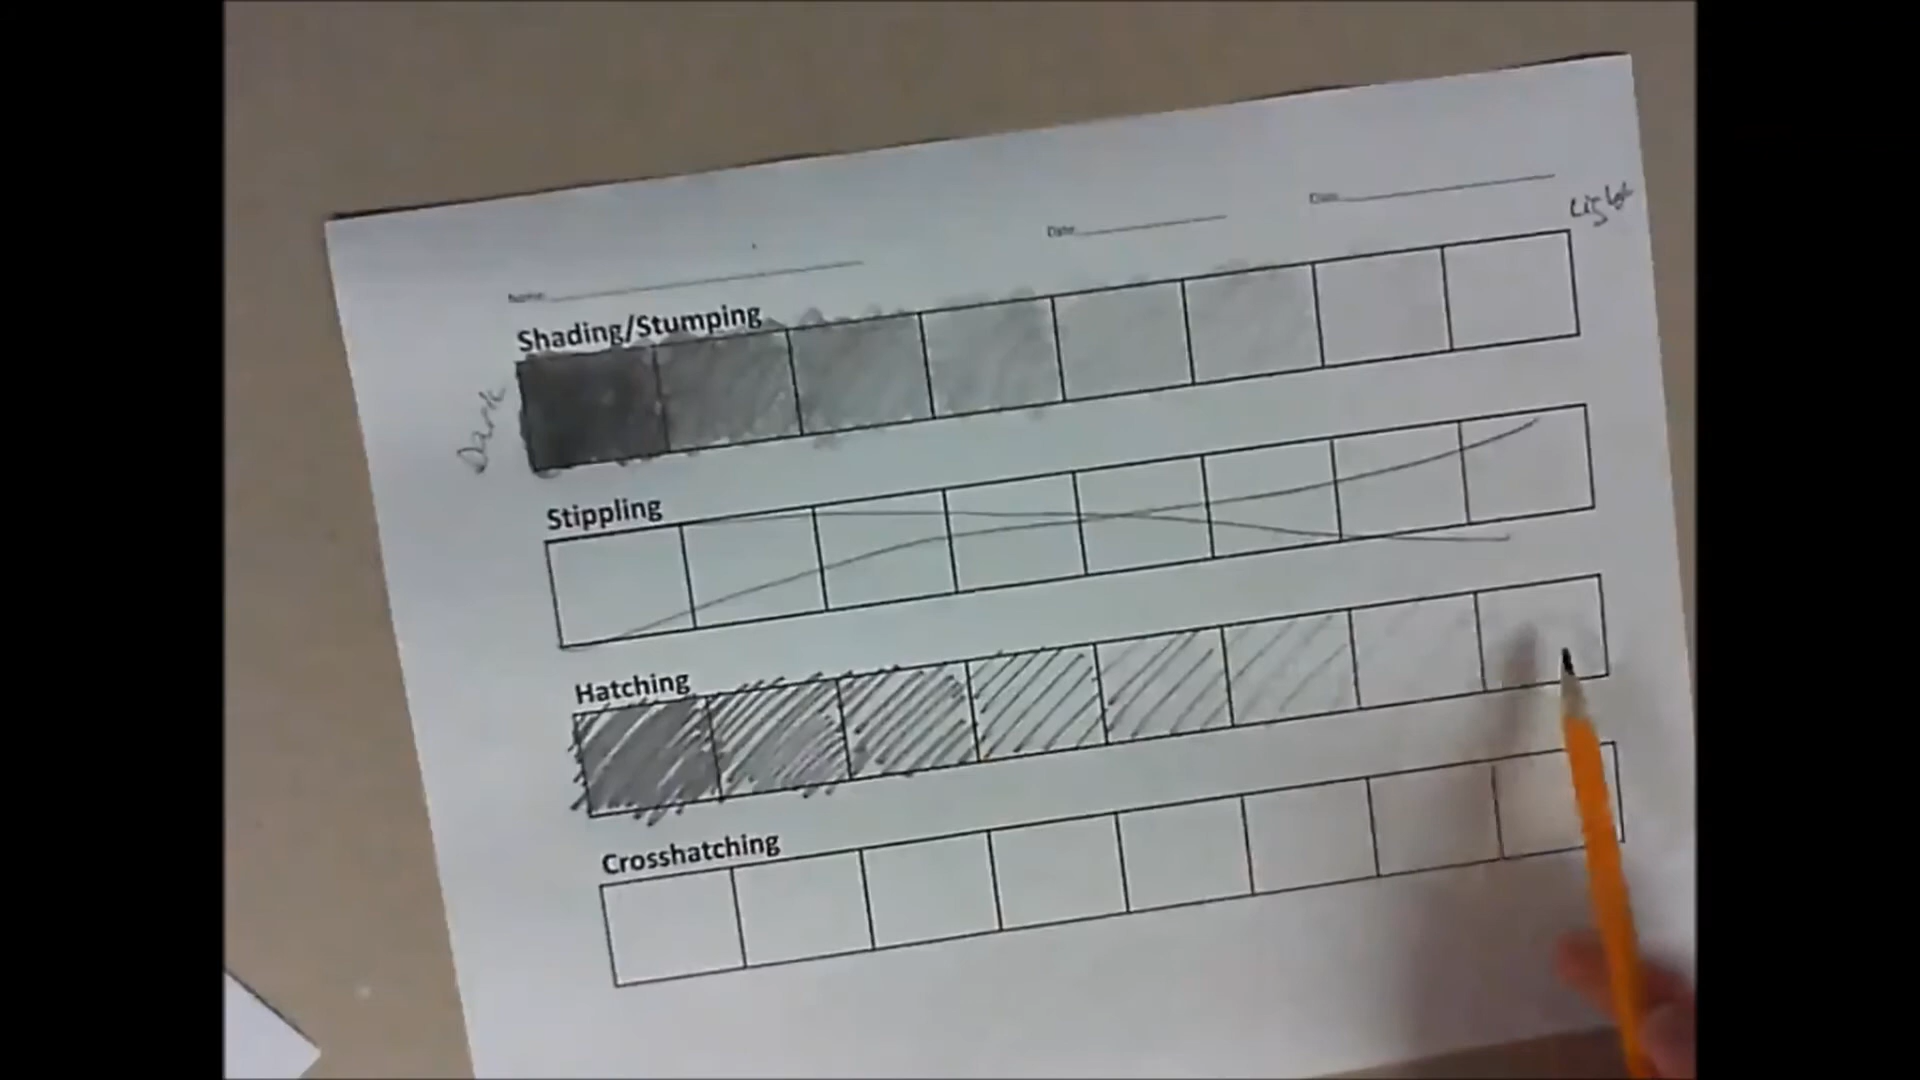 Name
Date
Date
Light
Shading/Stumping
Dark
Stippling
Hatching
Crosshatching